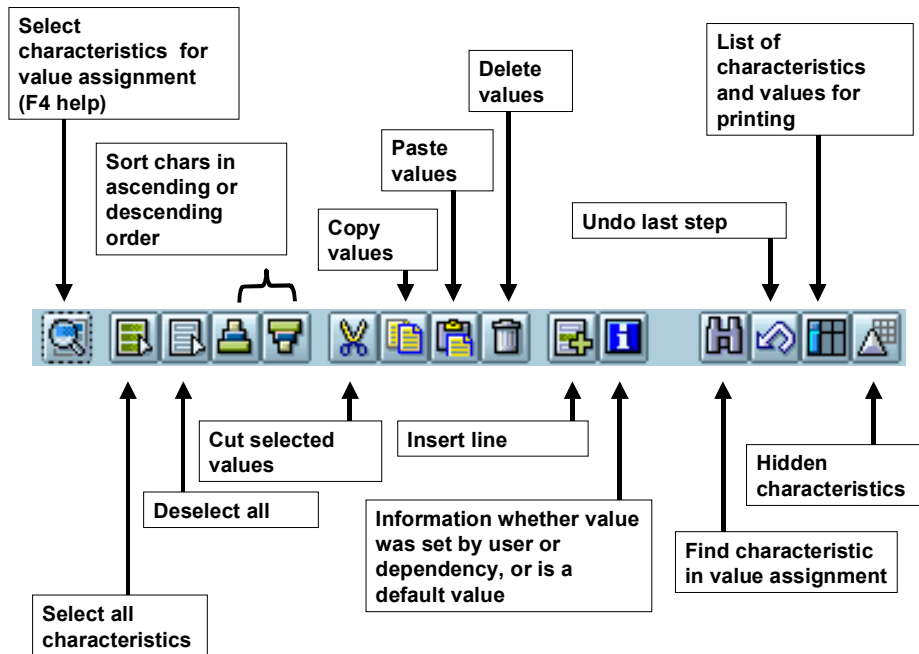 Select
characteristics for
value assignment
(F4 help)
Sort chars in
ascending or
descending
order
Copy
values
Paste
values
Delete
values
Undo last step
List of
characteristics
and values for
printing
Cut selected
values
Deselect all
Select all
characteristics
Insert line
Information whether value
was set by user or
dependency, or is a
default value
Find characteristic
in value assignment
Hidden
characteristics